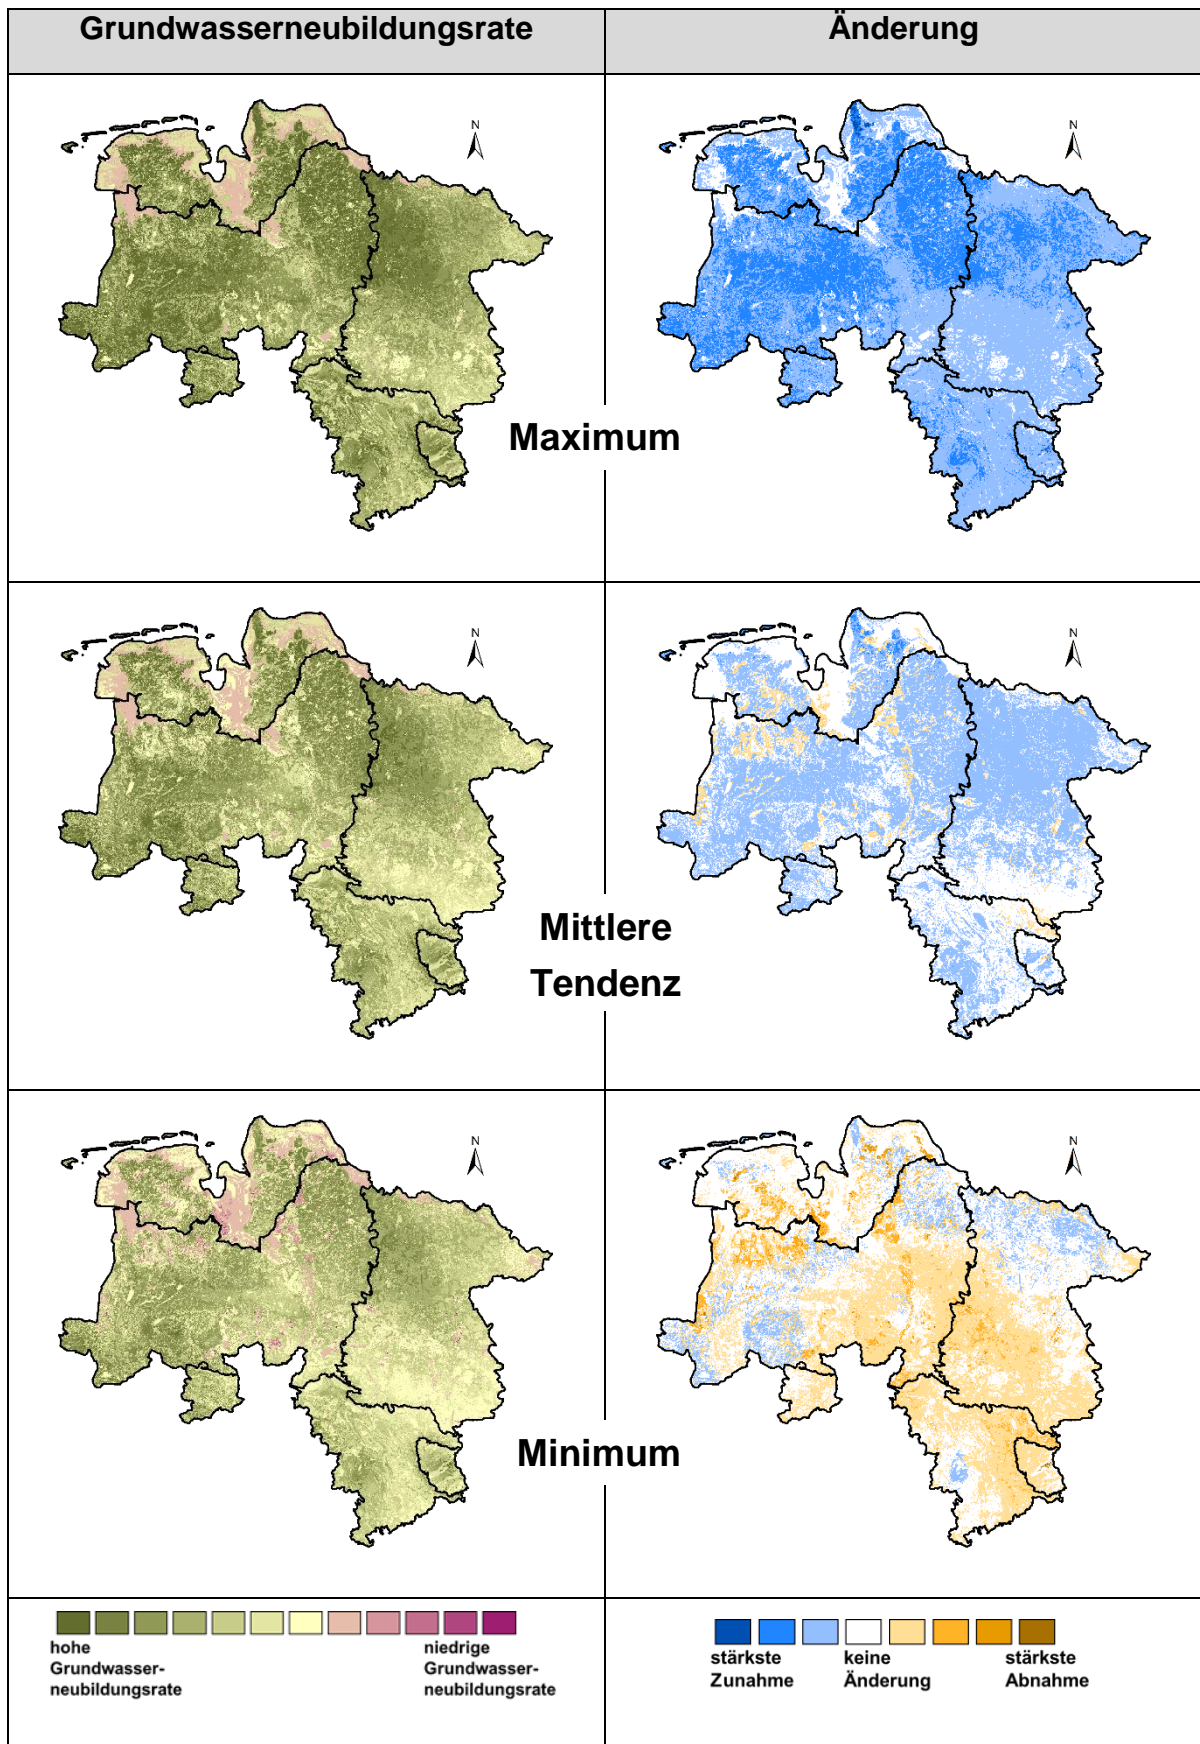 Grundwasserneubildungsrate
Änderung
N
N
Maximum
N
N
Mittlere
Tendenz
N
N
Minimum
hohe
Grundwasser-
neubildungsrate
niedrige
Grundwasser-
neubildungsrate
stärkste
Zunahme
keine
Änderung
stärkste
Abnahme